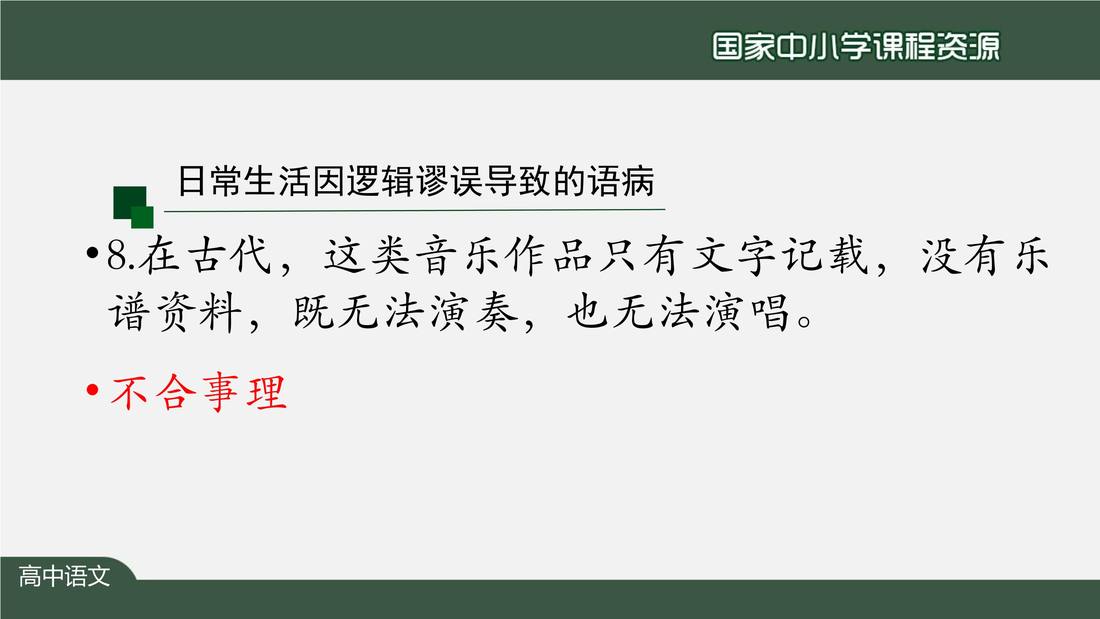 国家中小学课程资源
日常生活因逻辑谬误导致的语病
•8.在古代，这类音乐作品只有文字记载，没有乐
谱资料，既无法演奏，也无法演唱。
•不合事理
高中语文